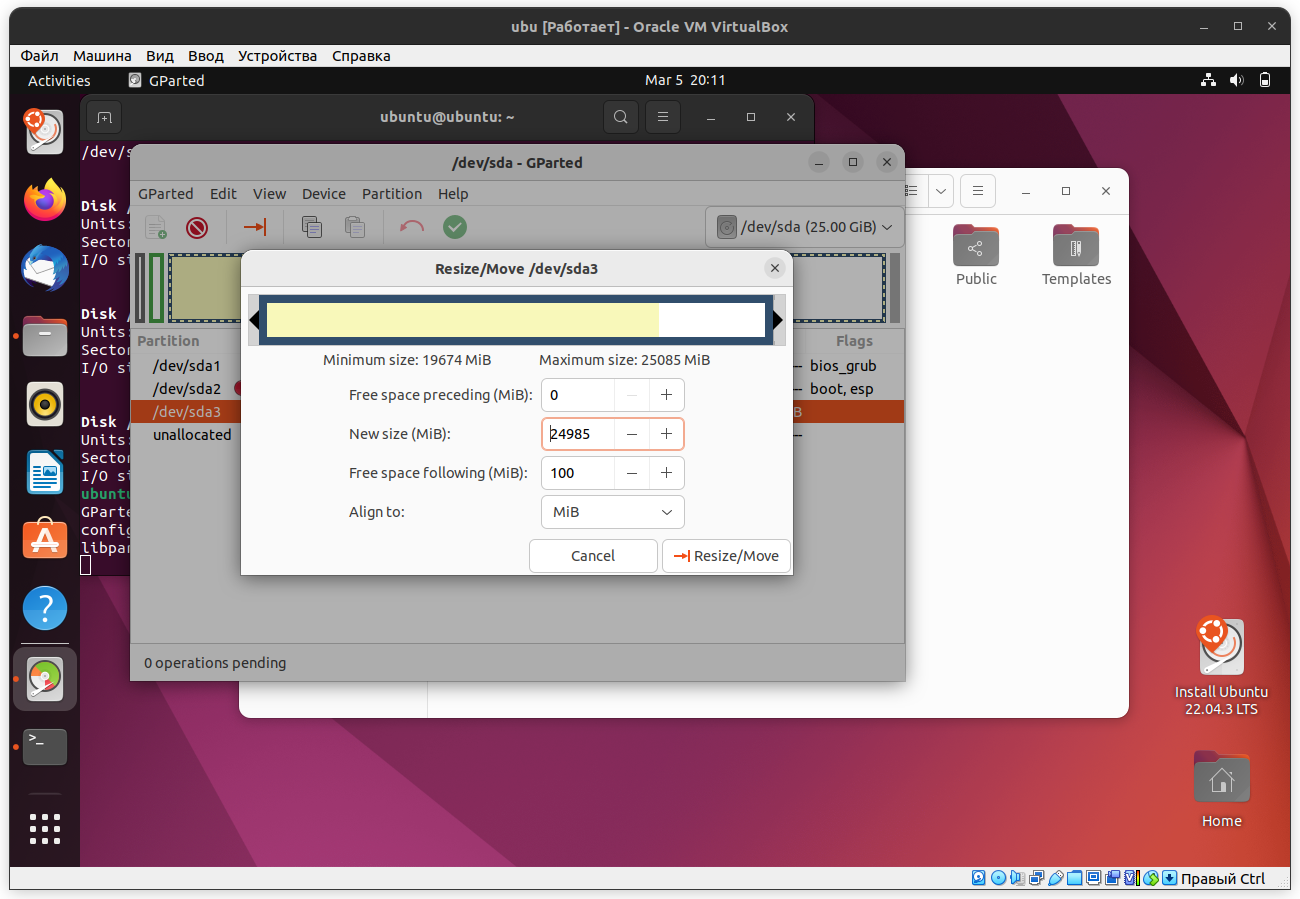 ubu [Работает] - Oracle VM VirtualBox
Файл Машина Вид Ввод Устройства Справка
Activities GParted Mar 5 20:11
ubuntu@ubuntu: ~
/dev/s
Disk
Units:
Sector
I/O si
Disk
Units:
Sector
I/O si
Disk
Units:
Sector
I/O si
ubuntu
GParte
config
libpar
/dev/sda - GParted
GParted Edit View Device Partition Help
/dev/sda (25.00 GiB)
Partition Flags
/dev/sda1 bios_grub
/dev/sda2 boot, esp
/dev/sda3 B
unallocated
0 operations pending
Resize/Move /dev/sda3
Minimum size: 19674 MiB Maximum size: 25085 MiB
Free space preceding (MiB): 0
New size (MiB): 24985
Free space following (MiB): 100
Align to: MiB
Cancel Resize/Move
Public Templates
Install Ubuntu
22.04.3 LTS
Home
Правый Ctrl